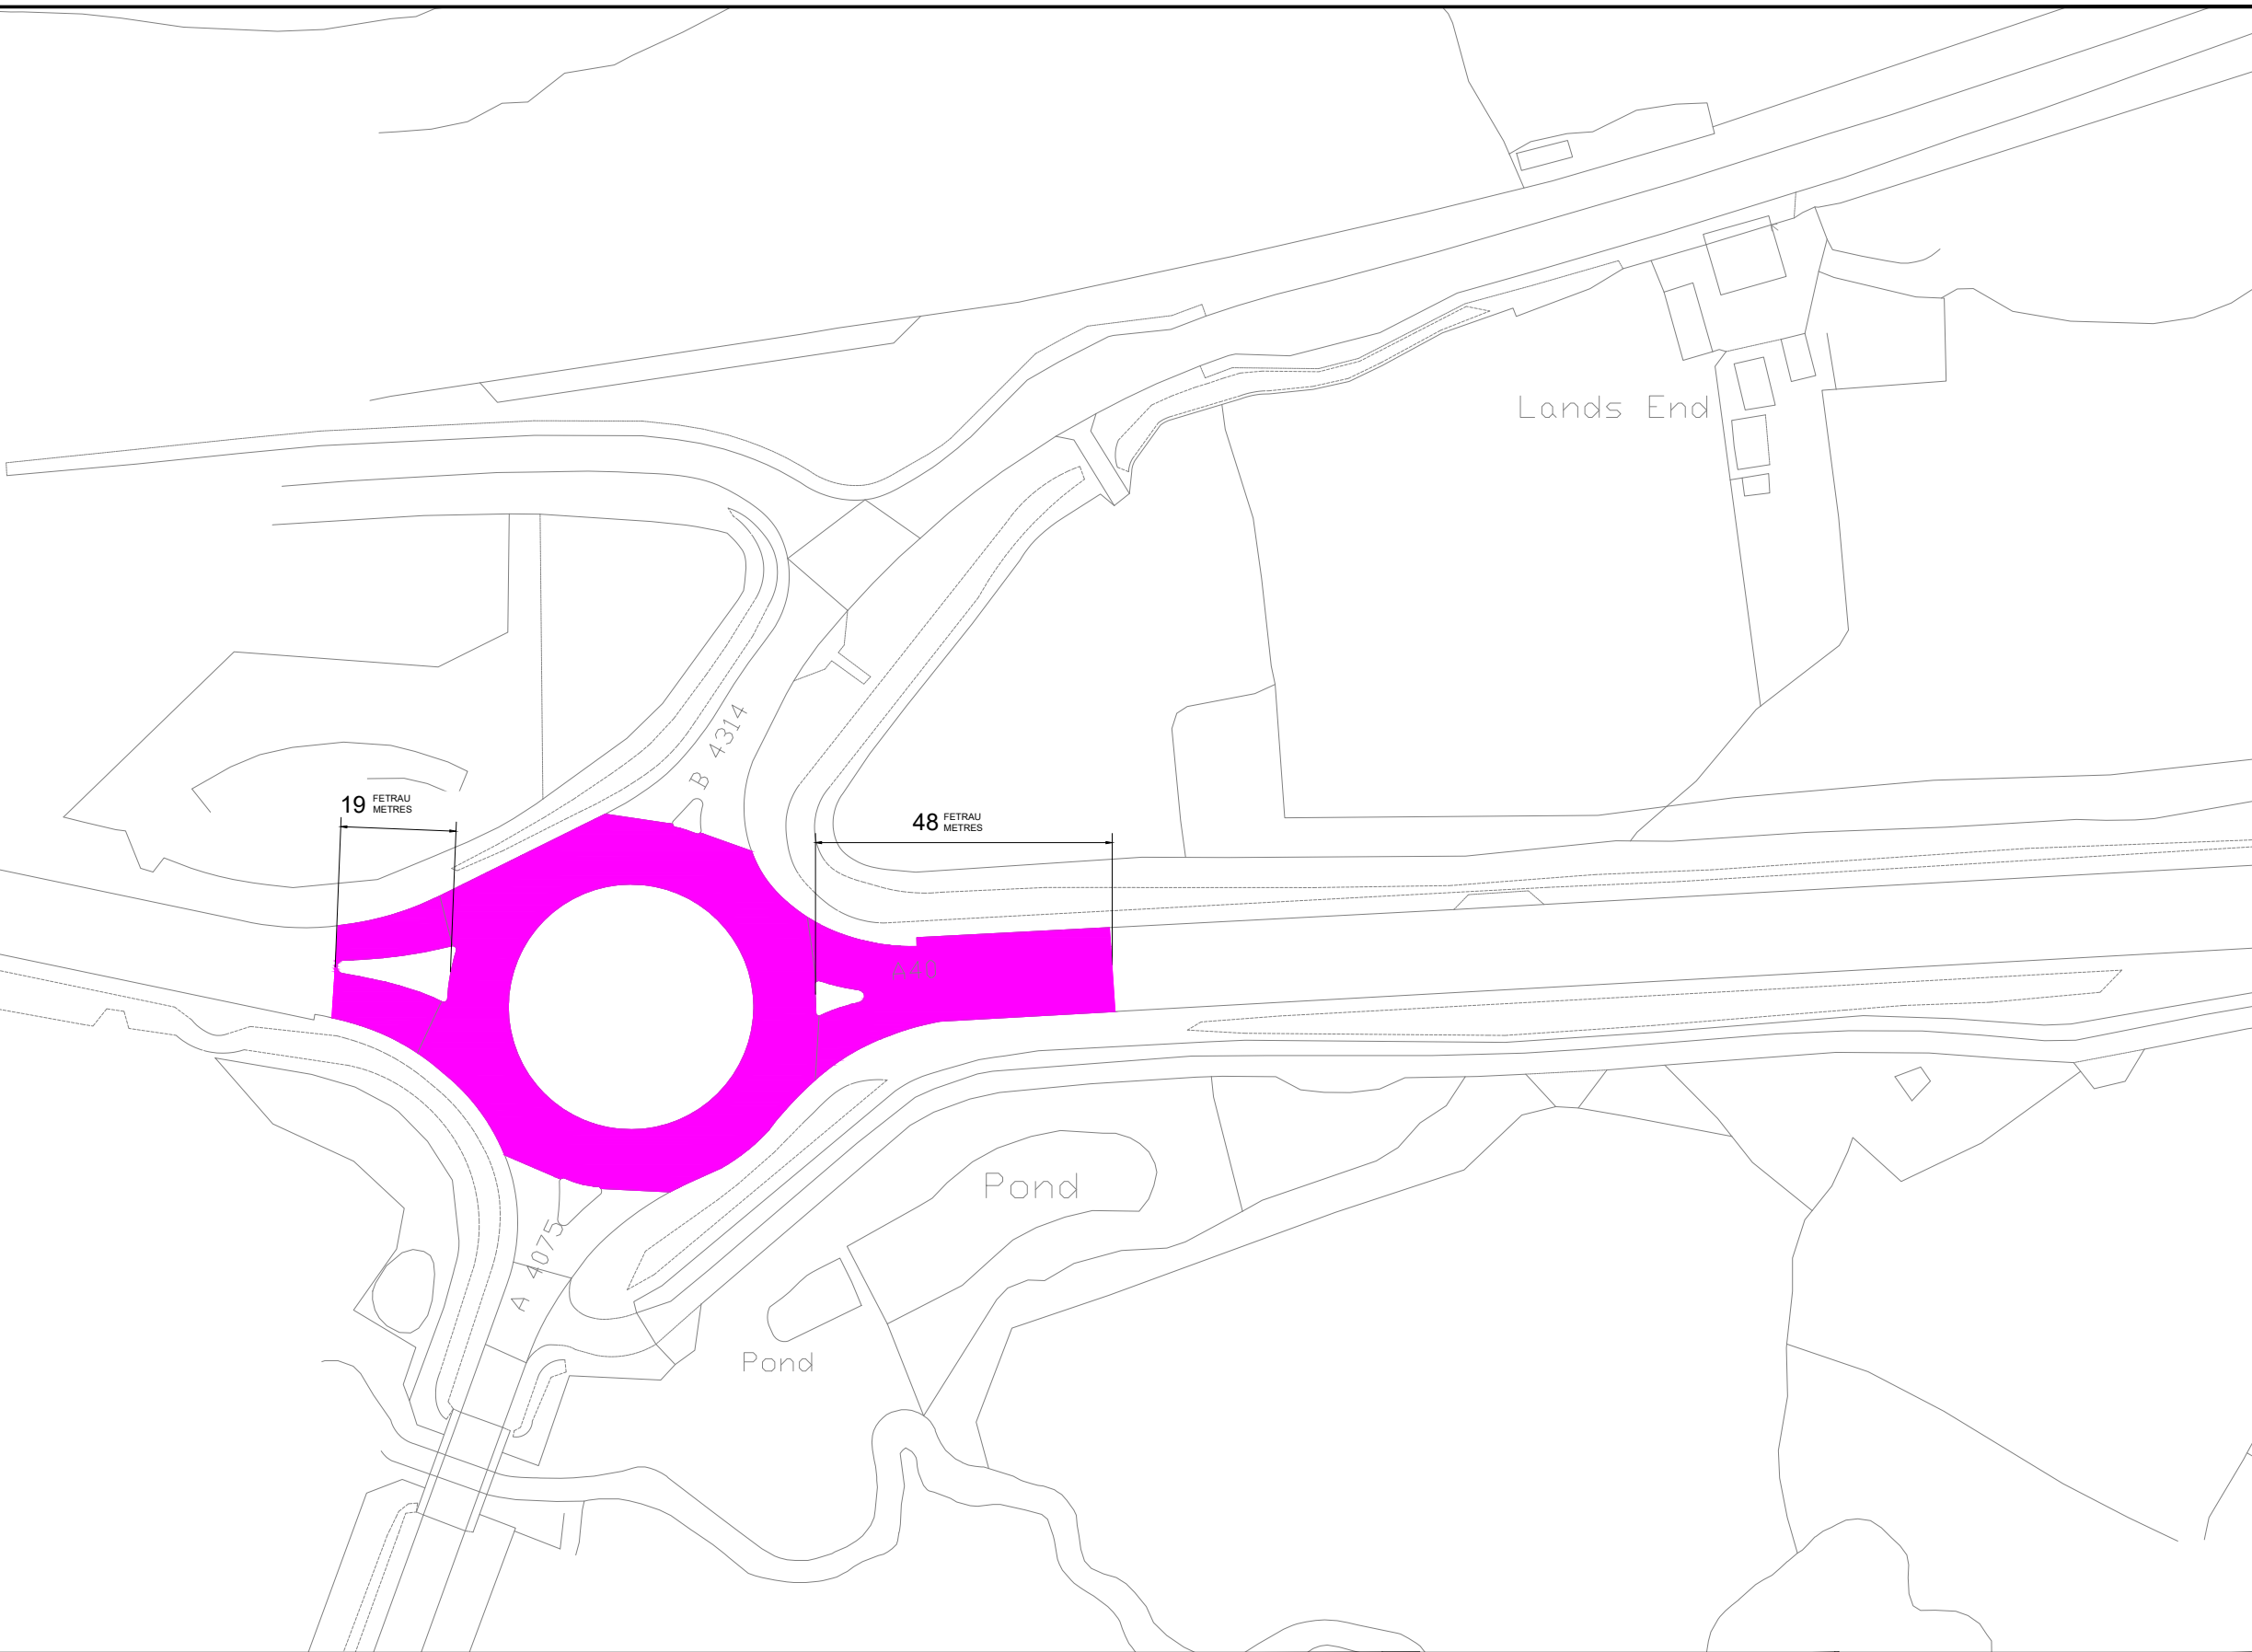 Lands End
B 4314
19 FETRAU
METRES
48 FETRAU
METRES
A40
Pond
A 4075
Pond